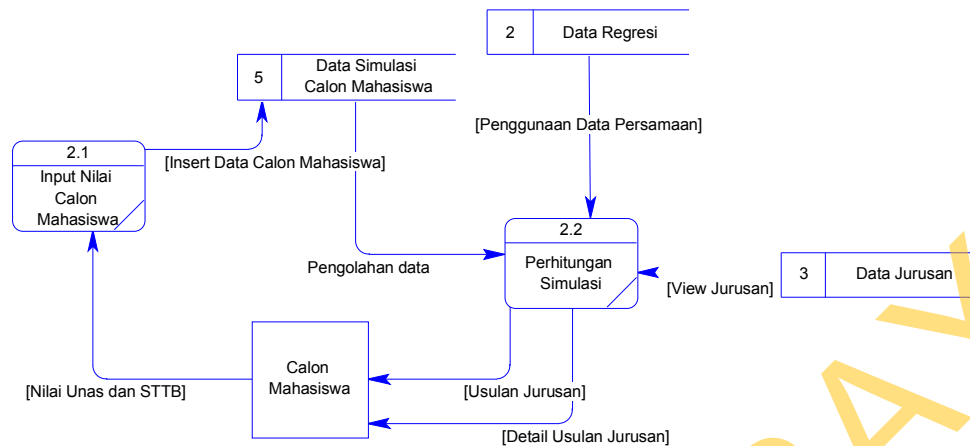 2
Data Regresi
5
Data Simulasi
Calon Mahasiswa
[Penggunaan Data Persamaan]
2.1
Input Nilai
Calon
Mahasiswa
[Insert Data Calon Mahasiswa]
2.2
Perhitungan
Simulasi
Pengolahan data
3
Data Jurusan
[View Jurusan]
Calon
Mahasiswa
[Nilai Unas dan STTB]
[Usulan Jurusan]
[Detail Usulan Jurusan]
A